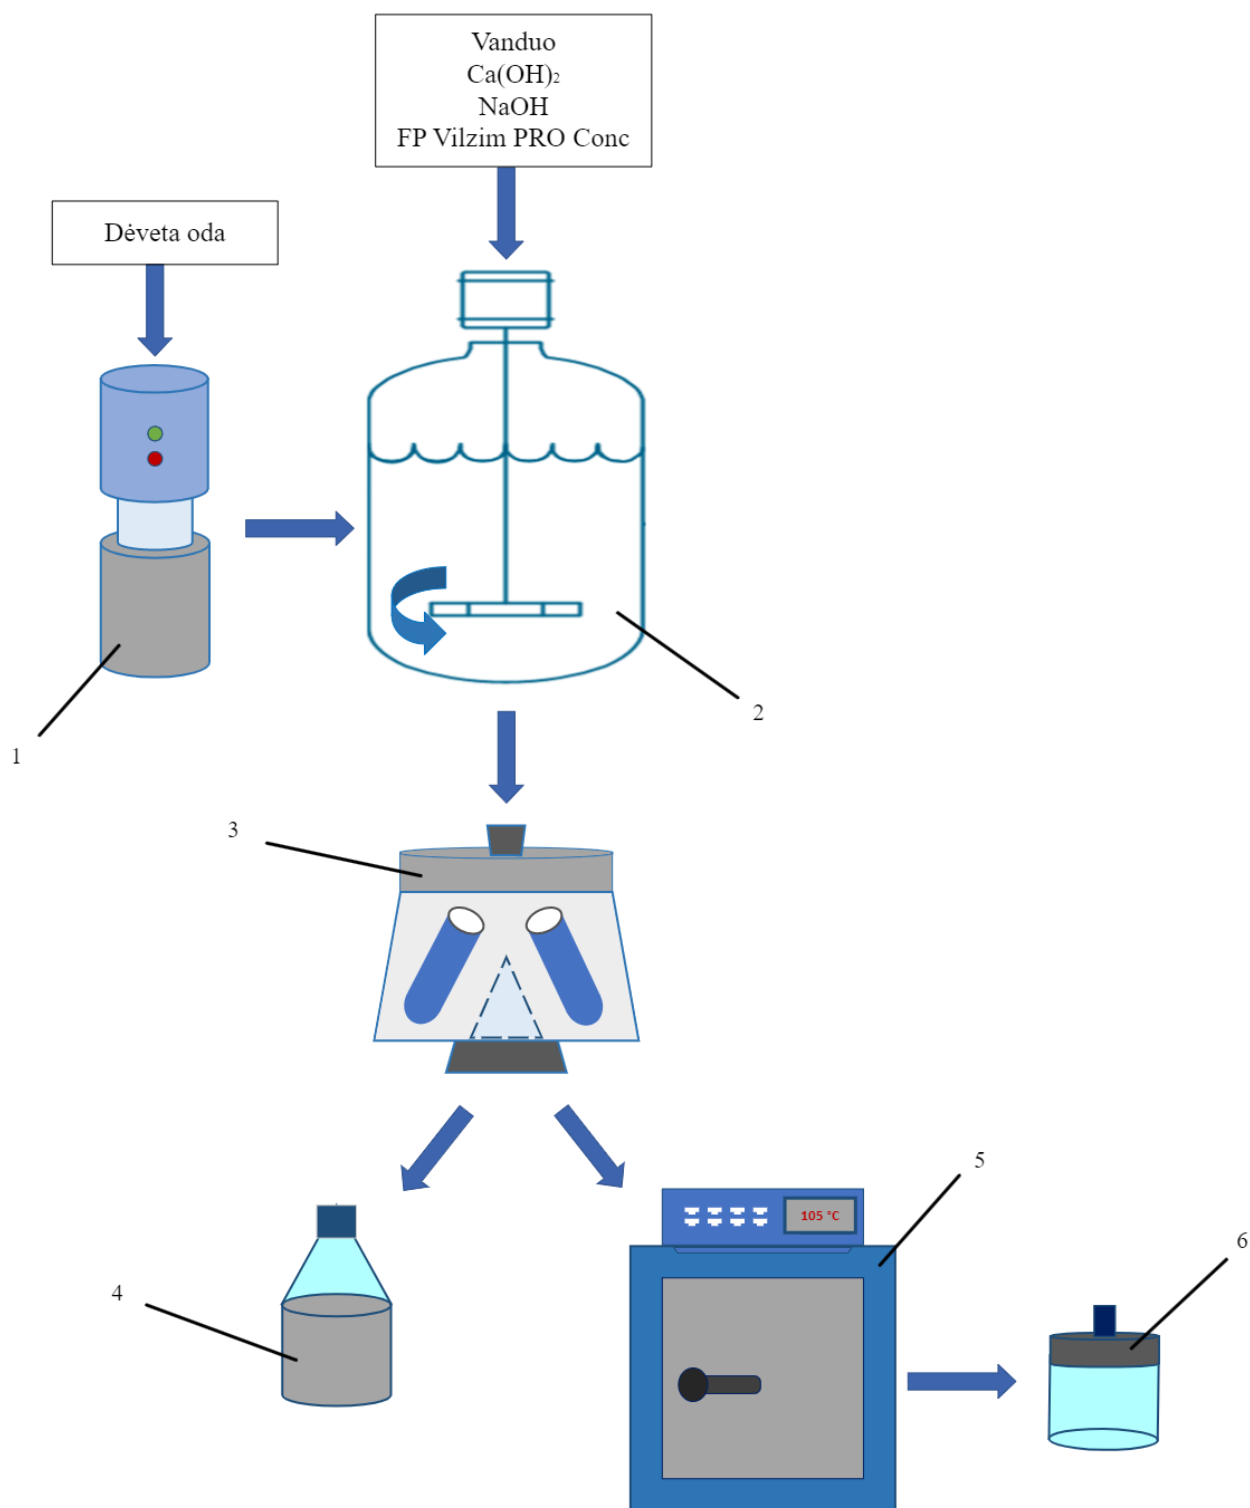 Vanduo
Ca(OH)₂
NaOH
FP Vilzim PRO Conc
Dėveta oda
1
2
3
4
5
105 °C
6